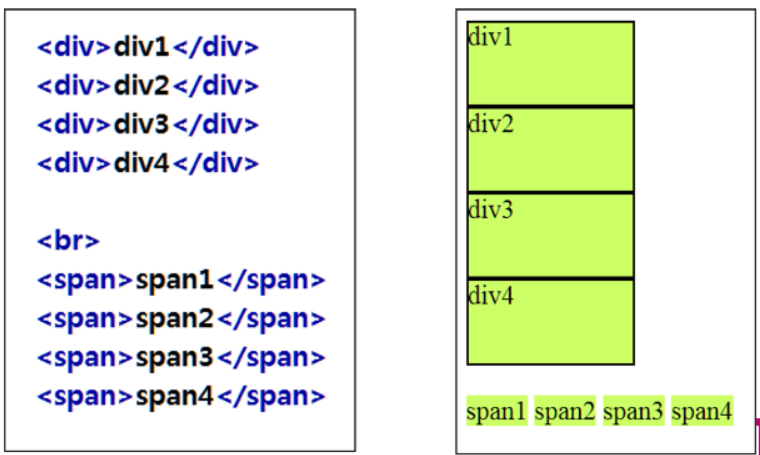 <div>div1</div>
<div>div2</div>
<div>div3</div>
<div>div4</div>
<br>
<span>span1</span>
<span>span2</span>
<span>span3</span>
<span>span4</span>
div1
div2
div3
div4
span1 span2 span3 span4